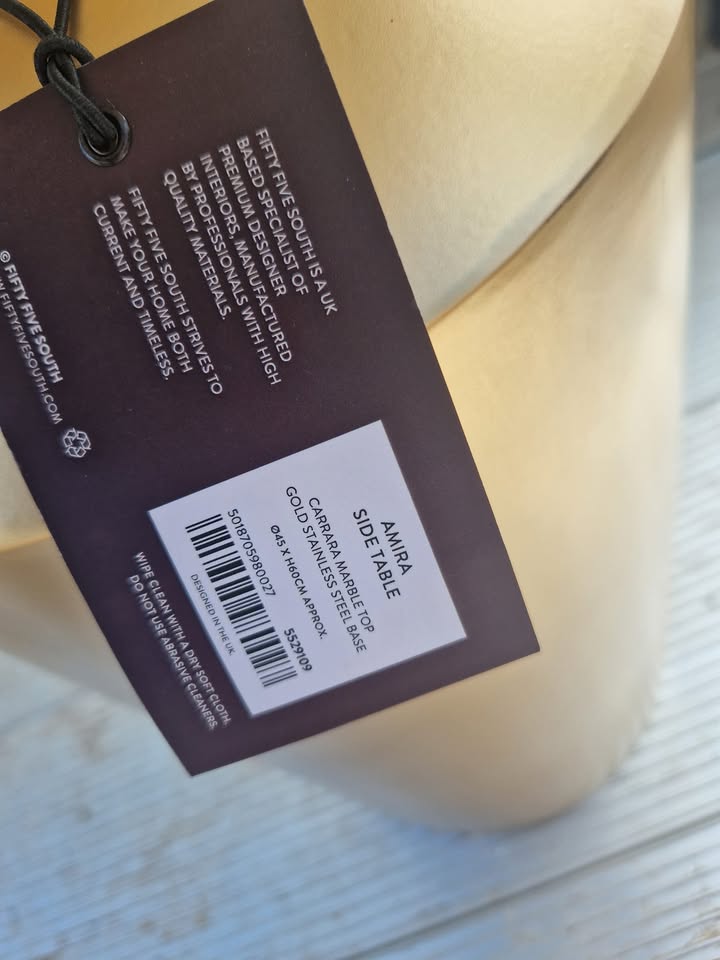 FIFTY FIVE SOUTH IS A UK
BASED SPECIALIST OF
PREMIUM DESIGNER
INTERIORS, MANUFACTURED
BY PROFESSIONALS WITH HIGH
QUALITY MATERIALS.
FIFTY FIVE SOUTH STRIVES TO
MAKE YOUR HOME BOTH
CURRENT AND TIMELESS.
© FIFTY FIVE SOUTH
FIFTYFIVESOUTH.COM
AMIRA
SIDE TABLE
CARRARA MARBLE TOP
GOLD STAINLESS STEEL BASE
Ø45 X H60CM APPROX.
5018705980027 5529109
DESIGNED IN THE UK.
WIPE CLEAN WITH A DRY SOFT CLOTH.
DO NOT USE ABRASIVE CLEANERS.